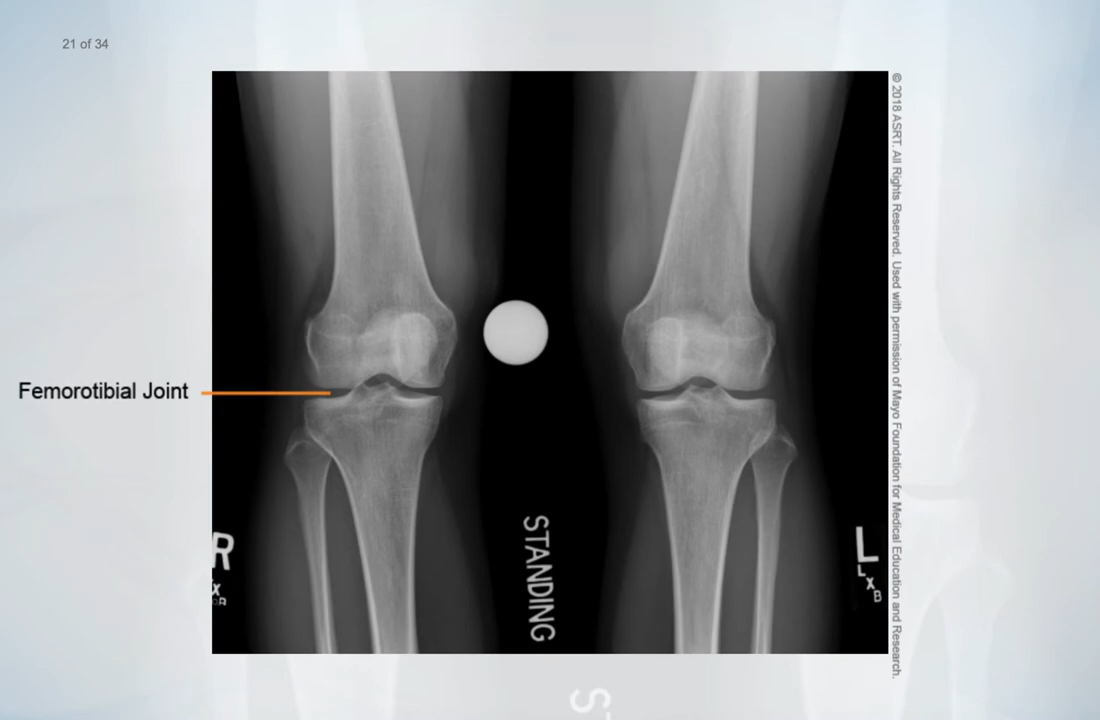 21 of 34
© 2018 ASRT. All Rights Reserved. Used with permission of Mayo Foundation for Medical Education and Research.
Femorotibial Joint
STANDING
R
L
L
X
B